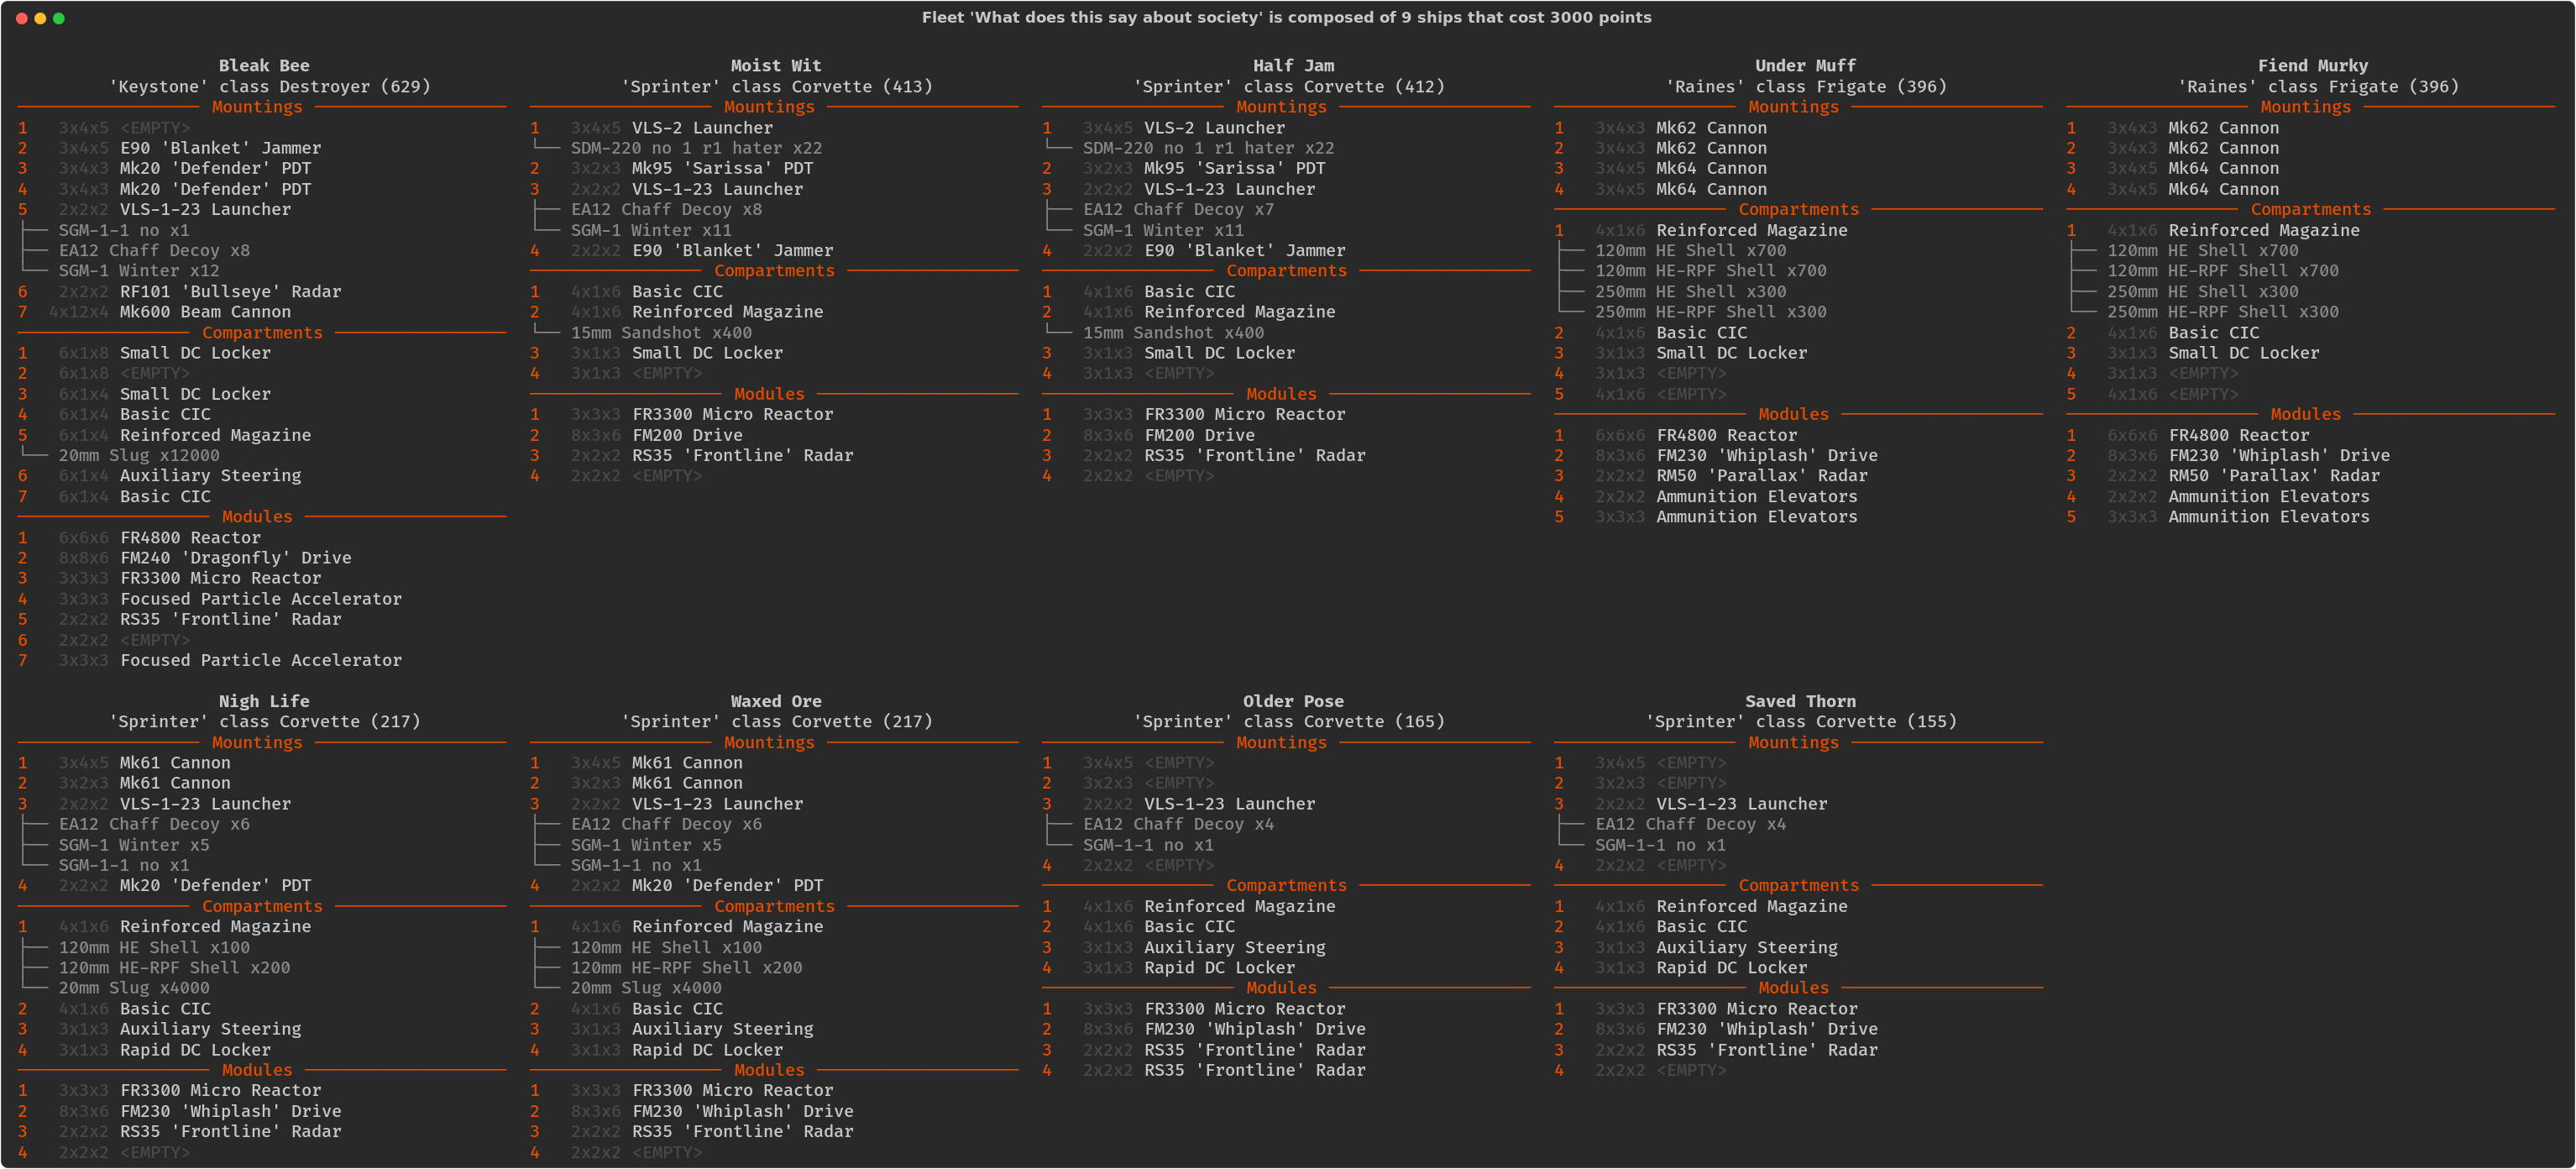 Fleet 'What does this say about society' is composed of 9 ships that cost 3000 points
Bleak Bee
'Keystone' class Destroyer (629)
Mountings
1 3x4x5 <EMPTY>
2 3x4x5 E90 'Blanket' Jammer
3 3x4x3 Mk20 'Defender' PDT
4 3x4x3 Mk20 'Defender' PDT
5 2x2x2 VLS-1-23 Launcher
├── SGM-1-1 no x1
├── EA12 Chaff Decoy x8
└── SGM-1 Winter x12
6 2x2x2 RF101 'Bullseye' Radar
7 4x12x4 Mk600 Beam Cannon
Compartments
1 6x1x8 Small DC Locker
2 6x1x8 <EMPTY>
3 6x1x4 Small DC Locker
4 6x1x4 Basic CIC
5 6x1x4 Reinforced Magazine
└── 20mm Slug x12000
6 6x1x4 Auxiliary Steering
7 6x1x4 Basic CIC
Modules
1 6x6x6 FR4800 Reactor
2 8x8x6 FM240 'Dragonfly' Drive
3 3x3x3 FR3300 Micro Reactor
4 3x3x3 Focused Particle Accelerator
5 2x2x2 RS35 'Frontline' Radar
6 2x2x2 <EMPTY>
7 3x3x3 Focused Particle Accelerator
Moist Wit
'Sprinter' class Corvette (413)
Mountings
1 3x4x5 VLS-2 Launcher
└── SDM-220 no 1 r1 hater x22
2 3x2x3 Mk95 'Sarissa' PDT
3 2x2x2 VLS-1-23 Launcher
├── EA12 Chaff Decoy x8
└── SGM-1 Winter x11
4 2x2x2 E90 'Blanket' Jammer
Compartments
1 4x1x6 Basic CIC
2 4x1x6 Reinforced Magazine
└── 15mm Sandshot x400
3 3x1x3 Small DC Locker
4 3x1x3 <EMPTY>
Modules
1 3x3x3 FR3300 Micro Reactor
2 8x3x6 FM200 Drive
3 2x2x2 RS35 'Frontline' Radar
4 2x2x2 <EMPTY>
Half Jam
'Sprinter' class Corvette (412)
Mountings
1 3x4x5 VLS-2 Launcher
└── SDM-220 no 1 r1 hater x22
2 3x2x3 Mk95 'Sarissa' PDT
3 2x2x2 VLS-1-23 Launcher
├── EA12 Chaff Decoy x7
└── SGM-1 Winter x11
4 2x2x2 E90 'Blanket' Jammer
Compartments
1 4x1x6 Basic CIC
2 4x1x6 Reinforced Magazine
└── 15mm Sandshot x400
3 3x1x3 Small DC Locker
4 3x1x3 <EMPTY>
Modules
1 3x3x3 FR3300 Micro Reactor
2 8x3x6 FM200 Drive
3 2x2x2 RS35 'Frontline' Radar
4 2x2x2 <EMPTY>
Under Muff
'Raines' class Frigate (396)
Mountings
1 3x4x3 Mk62 Cannon
2 3x4x3 Mk62 Cannon
3 3x4x5 Mk64 Cannon
4 3x4x5 Mk64 Cannon
Compartments
1 4x1x6 Reinforced Magazine
├── 120mm HE Shell x700
├── 120mm HE-RPF Shell x700
├── 250mm HE Shell x300
└── 250mm HE-RPF Shell x300
2 4x1x6 Basic CIC
3 3x1x3 Small DC Locker
4 3x1x3 <EMPTY>
5 4x1x6 <EMPTY>
Modules
1 6x6x6 FR4800 Reactor
2 8x3x6 FM230 'Whiplash' Drive
3 2x2x2 RM50 'Parallax' Radar
4 2x2x2 Ammunition Elevators
5 3x3x3 Ammunition Elevators
Fiend Murky
'Raines' class Frigate (396)
Mountings
1 3x4x3 Mk62 Cannon
2 3x4x3 Mk62 Cannon
3 3x4x5 Mk64 Cannon
4 3x4x5 Mk64 Cannon
Compartments
1 4x1x6 Reinforced Magazine
├── 120mm HE Shell x700
├── 120mm HE-RPF Shell x700
├── 250mm HE Shell x300
└── 250mm HE-RPF Shell x300
2 4x1x6 Basic CIC
3 3x1x3 Small DC Locker
4 3x1x3 <EMPTY>
5 4x1x6 <EMPTY>
Modules
1 6x6x6 FR4800 Reactor
2 8x3x6 FM230 'Whiplash' Drive
3 2x2x2 RM50 'Parallax' Radar
4 2x2x2 Ammunition Elevators
5 3x3x3 Ammunition Elevators
Nigh Life
'Sprinter' class Corvette (217)
Mountings
1 3x4x5 Mk61 Cannon
2 3x2x3 Mk61 Cannon
3 2x2x2 VLS-1-23 Launcher
├── EA12 Chaff Decoy x6
├── SGM-1 Winter x5
└── SGM-1-1 no x1
4 2x2x2 Mk20 'Defender' PDT
Compartments
1 4x1x6 Reinforced Magazine
├── 120mm HE Shell x100
├── 120mm HE-RPF Shell x200
└── 20mm Slug x4000
2 4x1x6 Basic CIC
3 3x1x3 Auxiliary Steering
4 3x1x3 Rapid DC Locker
Modules
1 3x3x3 FR3300 Micro Reactor
2 8x3x6 FM230 'Whiplash' Drive
3 2x2x2 RS35 'Frontline' Radar
4 2x2x2 <EMPTY>
Waxed Ore
'Sprinter' class Corvette (217)
Mountings
1 3x4x5 Mk61 Cannon
2 3x2x3 Mk61 Cannon
3 2x2x2 VLS-1-23 Launcher
├── EA12 Chaff Decoy x6
├── SGM-1 Winter x5
└── SGM-1-1 no x1
4 2x2x2 Mk20 'Defender' PDT
Compartments
1 4x1x6 Reinforced Magazine
├── 120mm HE Shell x100
├── 120mm HE-RPF Shell x200
└── 20mm Slug x4000
2 4x1x6 Basic CIC
3 3x1x3 Auxiliary Steering
4 3x1x3 Rapid DC Locker
Modules
1 3x3x3 FR3300 Micro Reactor
2 8x3x6 FM230 'Whiplash' Drive
3 2x2x2 RS35 'Frontline' Radar
4 2x2x2 <EMPTY>
Older Pose
'Sprinter' class Corvette (165)
Mountings
1 3x4x5 <EMPTY>
2 3x2x3 <EMPTY>
3 2x2x2 VLS-1-23 Launcher
├── EA12 Chaff Decoy x4
└── SGM-1-1 no x1
4 2x2x2 <EMPTY>
Compartments
1 4x1x6 Reinforced Magazine
2 4x1x6 Basic CIC
3 3x1x3 Auxiliary Steering
4 3x1x3 Rapid DC Locker
Modules
1 3x3x3 FR3300 Micro Reactor
2 8x3x6 FM230 'Whiplash' Drive
3 2x2x2 RS35 'Frontline' Radar
4 2x2x2 RS35 'Frontline' Radar
Saved Thorn
'Sprinter' class Corvette (155)
Mountings
1 3x4x5 <EMPTY>
2 3x2x3 <EMPTY>
3 2x2x2 VLS-1-23 Launcher
├── EA12 Chaff Decoy x4
└── SGM-1-1 no x1
4 2x2x2 <EMPTY>
Compartments
1 4x1x6 Reinforced Magazine
2 4x1x6 Basic CIC
3 3x1x3 Auxiliary Steering
4 3x1x3 Rapid DC Locker
Modules
1 3x3x3 FR3300 Micro Reactor
2 8x3x6 FM230 'Whiplash' Drive
3 2x2x2 RS35 'Frontline' Radar
4 2x2x2 <EMPTY>